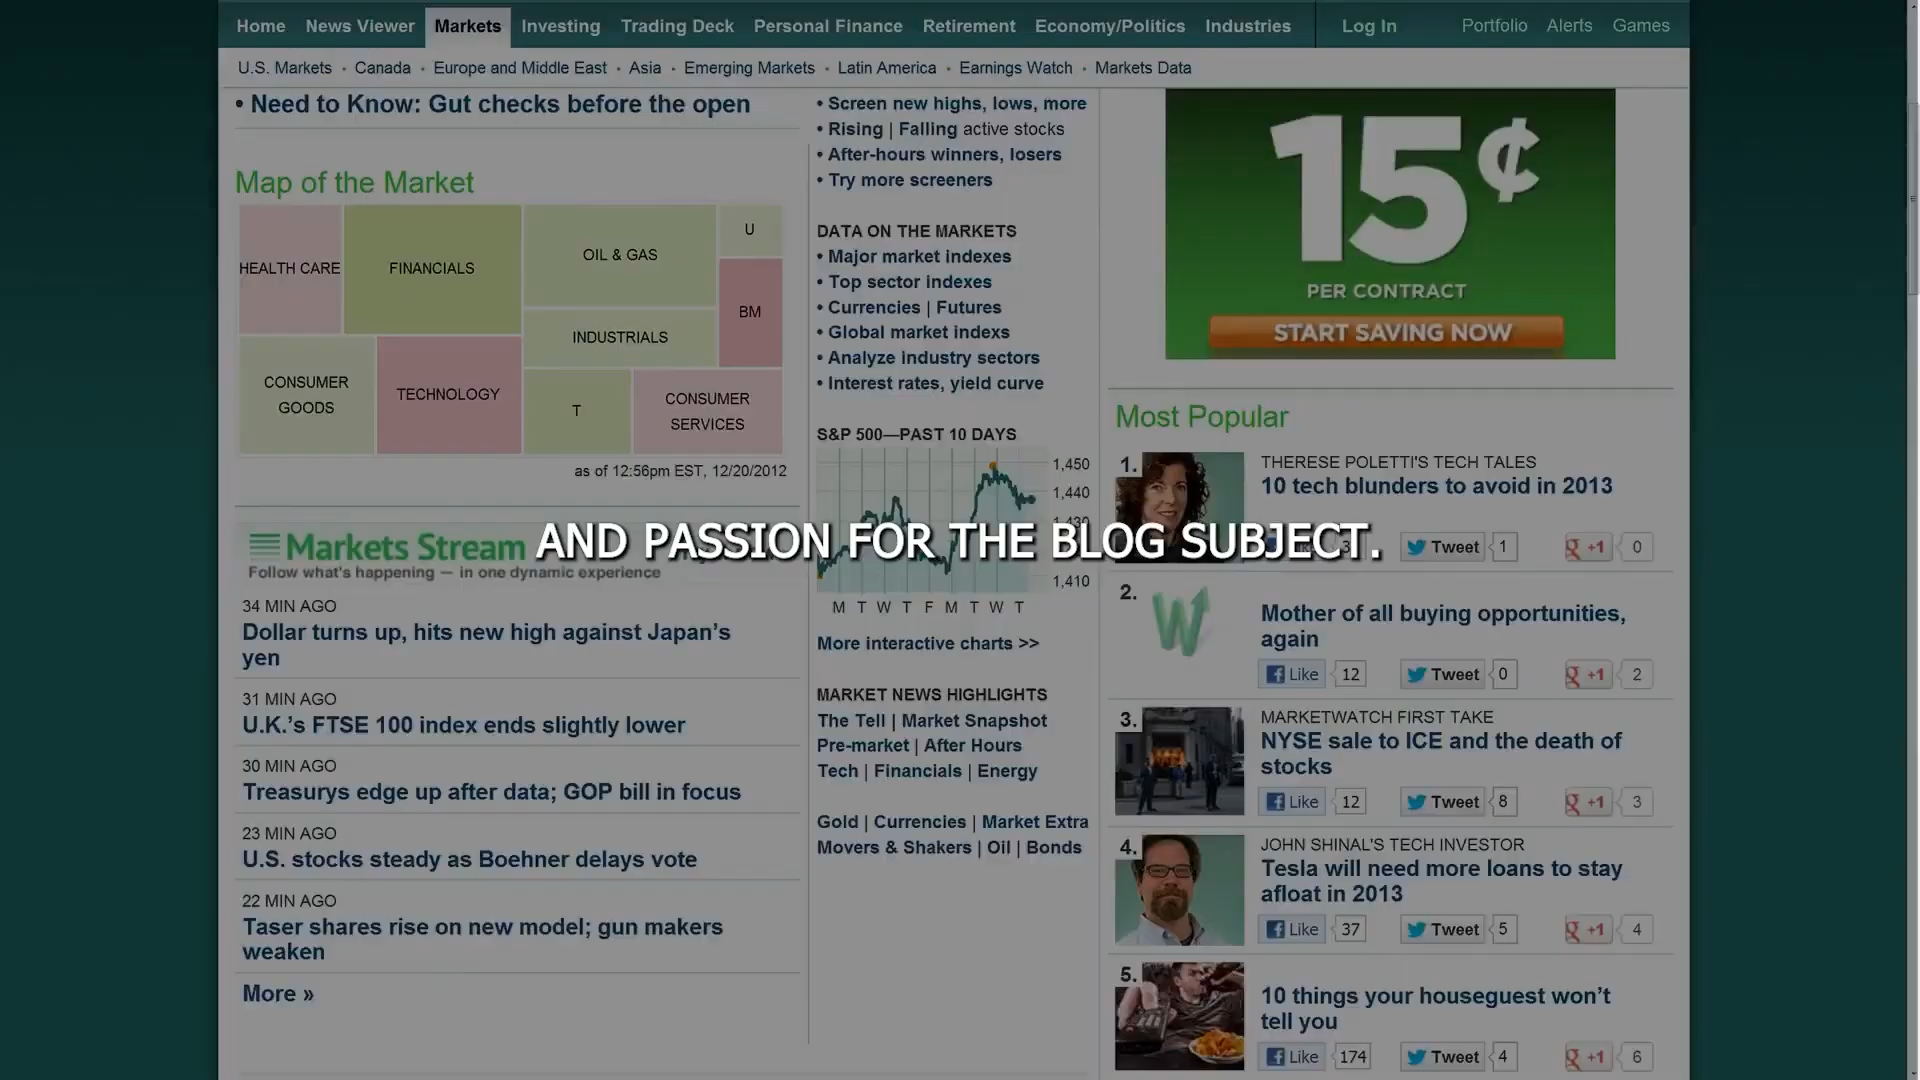 Home News Viewer Markets Investing Trading Deck Personal Finance Retirement Economy/Politics Industries Log In Portfolio Alerts Games
U.S. Markets • Canada • Europe and Middle East • Asia • Emerging Markets • Latin America • Earnings Watch • Markets Data
• Need to Know: Gut checks before the open
Map of the Market
HEALTH CARE
FINANCIALS
OIL & GAS
U
BM
INDUSTRIALS
CONSUMER
GOODS
TECHNOLOGY
T
CONSUMER
SERVICES
as of 12:56pm EST, 12/20/2012
Markets Stream
Follow what's happening — in one dynamic experience
34 MIN AGO
Dollar turns up, hits new high against Japan’s
yen
31 MIN AGO
U.K.’s FTSE 100 index ends slightly lower
30 MIN AGO
Treasurys edge up after data; GOP bill in focus
23 MIN AGO
U.S. stocks steady as Boehner delays vote
22 MIN AGO
Taser shares rise on new model; gun makers
weaken
More »
• Screen new highs, lows, more
• Rising | Falling active stocks
• After-hours winners, losers
• Try more screeners
DATA ON THE MARKETS
• Major market indexes
• Top sector indexes
• Currencies | Futures
• Global market indexs
• Analyze industry sectors
• Interest rates, yield curve
S&P 500—PAST 10 DAYS
1,450
1,440
1,430
1,410
M T W T F M T W T
AND PASSION FOR THE BLOG SUBJECT.
More interactive charts >>
MARKET NEWS HIGHLIGHTS
The Tell | Market Snapshot
Pre-market | After Hours
Tech | Financials | Energy
Gold | Currencies | Market Extra
Movers & Shakers | Oil | Bonds
15¢
PER CONTRACT
START SAVING NOW
Most Popular
1.
THERESE POLETTI'S TECH TALES
10 tech blunders to avoid in 2013
Tweet 1 g +1 0
2.
W
Mother of all buying opportunities,
again
Like 12 Tweet 0 g +1 2
3.
MARKETWATCH FIRST TAKE
NYSE sale to ICE and the death of
stocks
Like 12 Tweet 8 g +1 3
4.
JOHN SHINAL'S TECH INVESTOR
Tesla will need more loans to stay
afloat in 2013
Like 37 Tweet 5 g +1 4
5.
10 things your houseguest won’t
tell you
Like 174 Tweet 4 g +1 6